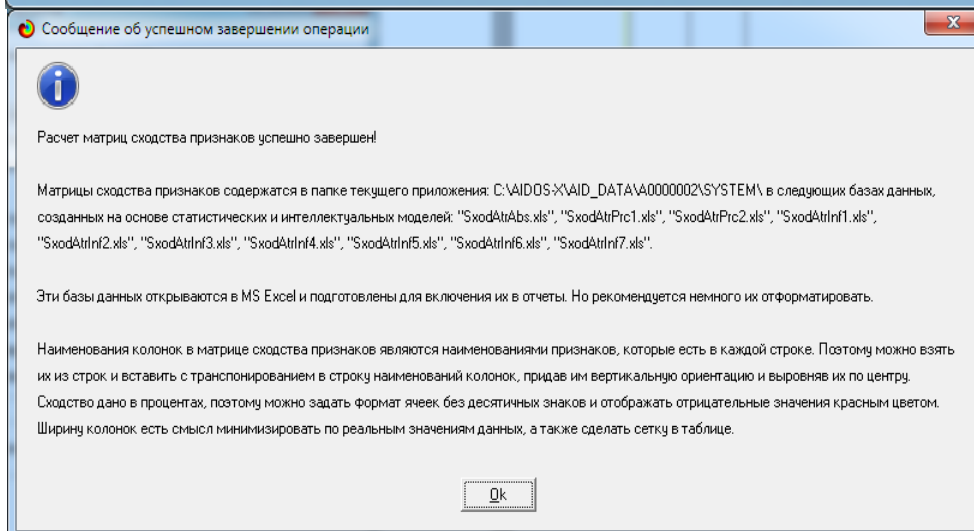 Сообщение об успешном завершении операции
Расчет матриц сходства признаков успешно завершен!
Матрицы сходства признаков содержатся в папке текущего приложения: C:\AIDOS-X\AID_DATA\A0000002\SYSTEM\ в следующих базах данных,
созданных на основе статистических и интеллектуальных моделей: "SxodAtrAbs.xls", "SxodAtrPrc1.xls", "SxodAtrPrc2.xls", "SxodAtrInf1.xls",
"SxodAtrInf2.xls", "SxodAtrInf3.xls", "SxodAtrInf4.xls", "SxodAtrInf5.xls", "SxodAtrInf6.xls", "SxodAtrInf7.xls".
Эти базы данных открываются в MS Excel и подготовлены для включения их в отчеты. Но рекомендуется немного их отформатировать.
Наименования колонок в матрице сходства признаков являются наименованиями признаков, которые есть в каждой строке. Поэтому можно взять
их из строк и вставить с транспонированием в строку наименований колонок, придав им вертикальную ориентацию и выровняв их по центру.
Сходство дано в процентах, поэтому можно задать формат ячеек без десятичных знаков и отображать отрицательные значения красным цветом.
Ширину колонок есть смысл минимизировать по реальным значениям данных, а также сделать сетку в таблице.
Ok